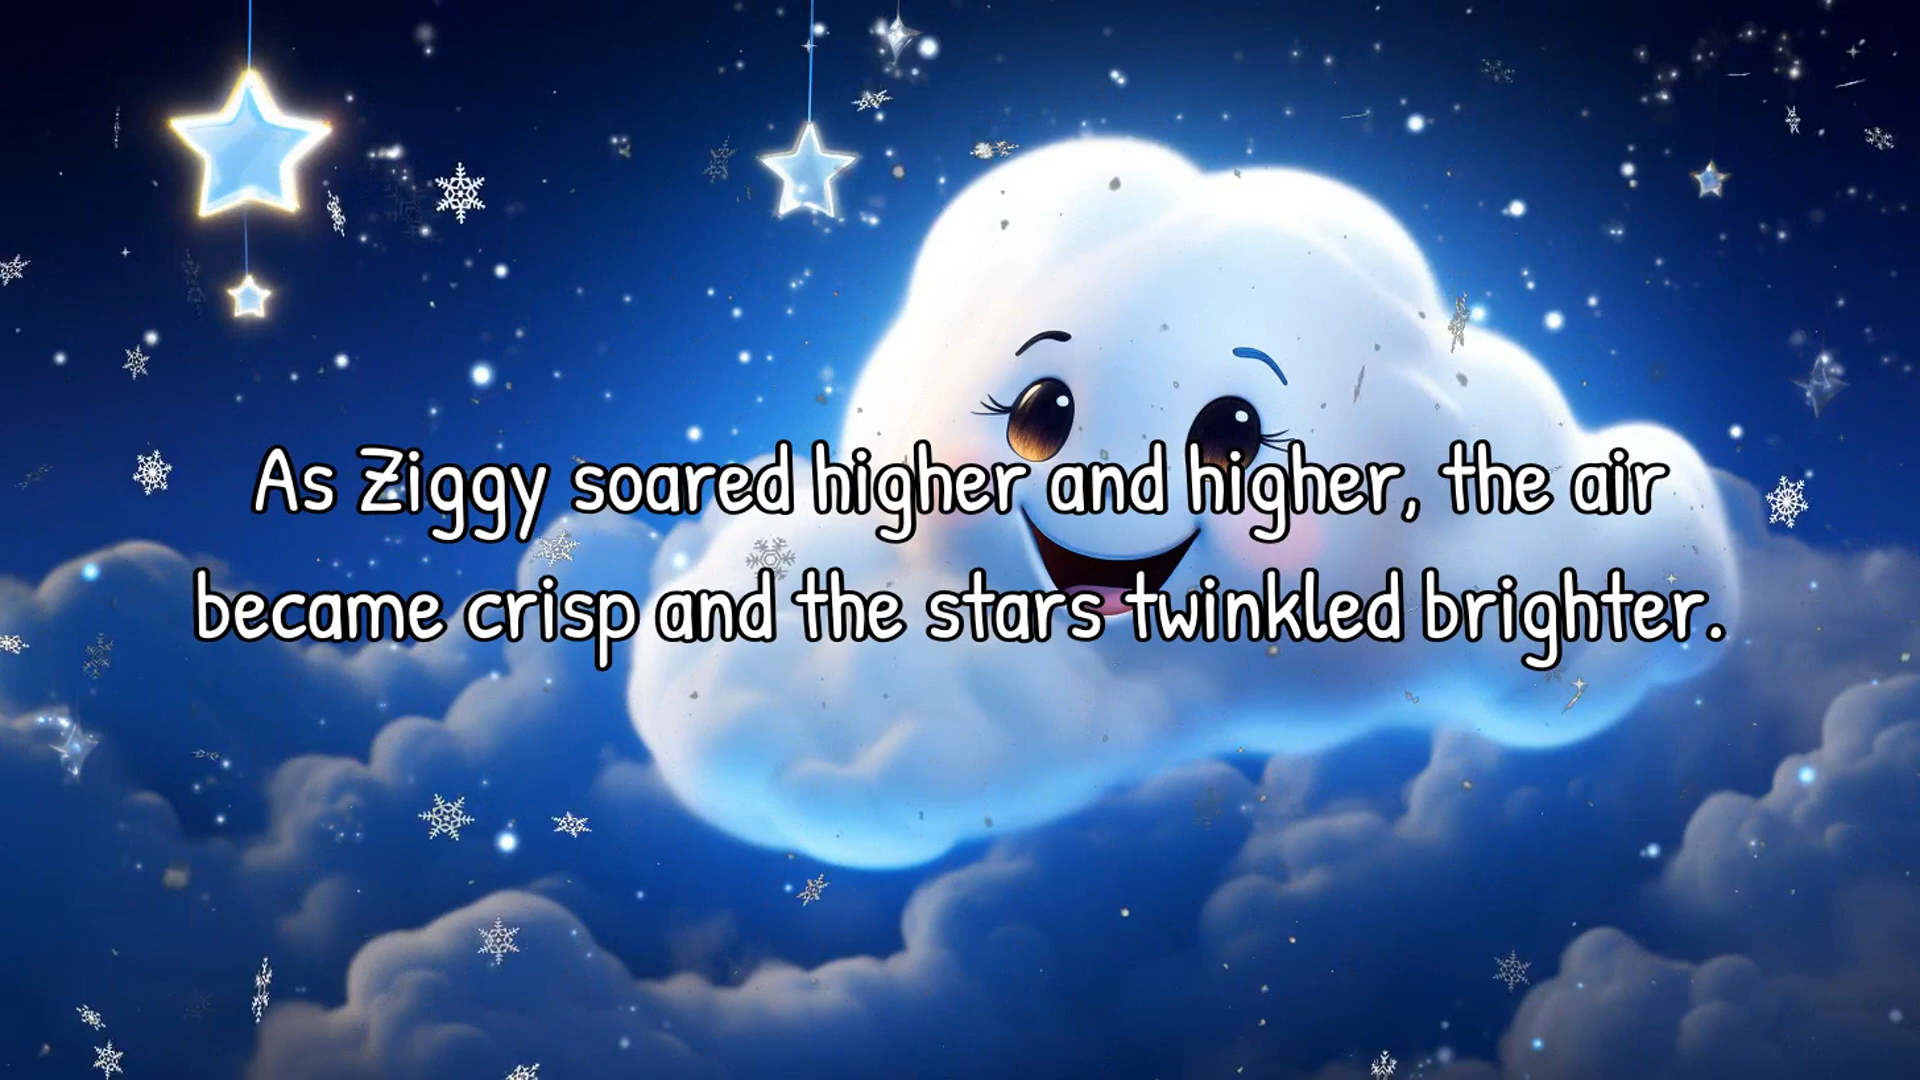 As Ziggy soared higher and higher, the air
became crisp and the stars twinkled brighter.